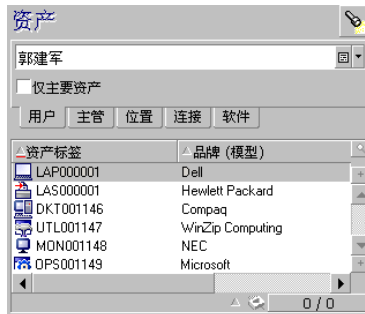 资产
郭建军
仅主要资产
用户 主管 位置 连接 软件
资产标签 品牌 (模型)
LAP000001 Dell
LAS000001 Hewlett Packard
DKT001146 Compaq
UTL001147 WinZip Computing
MON001148 NEC
OPS001149 Microsoft
0 / 0